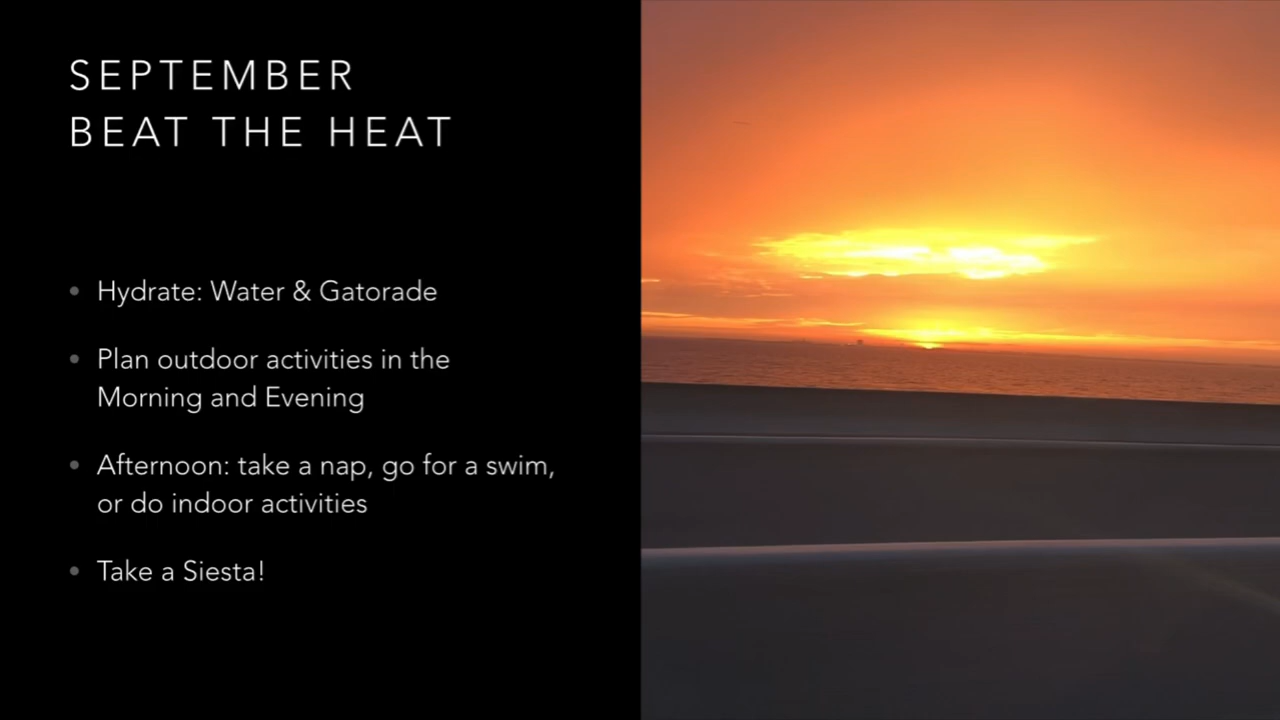 SEPTEMBER
BEAT THE HEAT
• Hydrate: Water & Gatorade
• Plan outdoor activities in the
Morning and Evening
• Afternoon: take a nap, go for a swim,
or do indoor activities
• Take a Siesta!